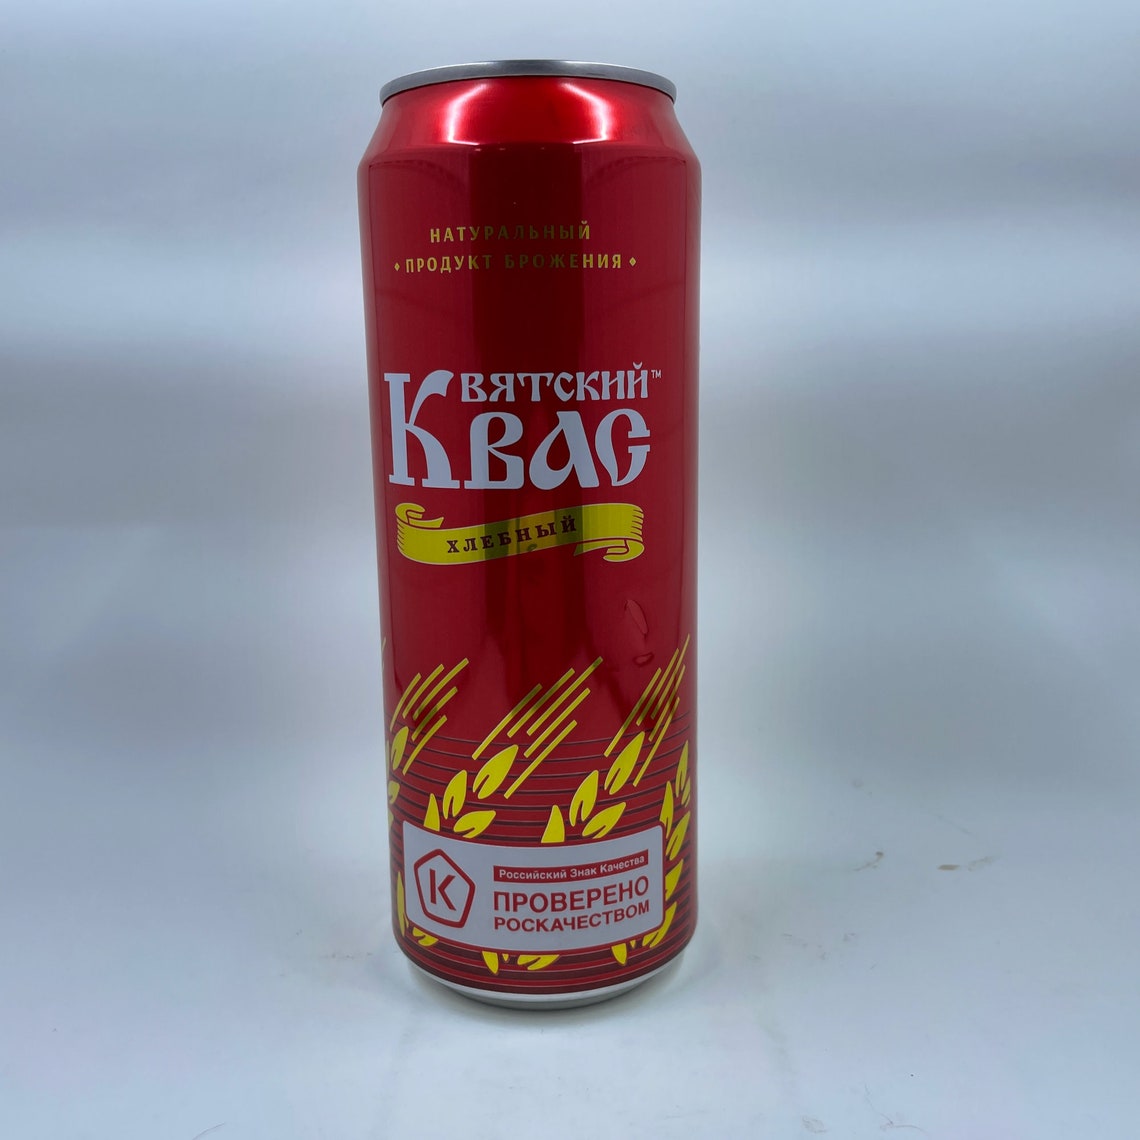 НАТУРАЛЬНЫЙ
ПРОДУКТ БРОЖЕНИЯ
ВЯТСКИЙ™
КВАС
ХЛЕБНЫЙ
К
Российский Знак Качества
ПРОВЕРЕНО
РОСКАЧЕСТВОМ